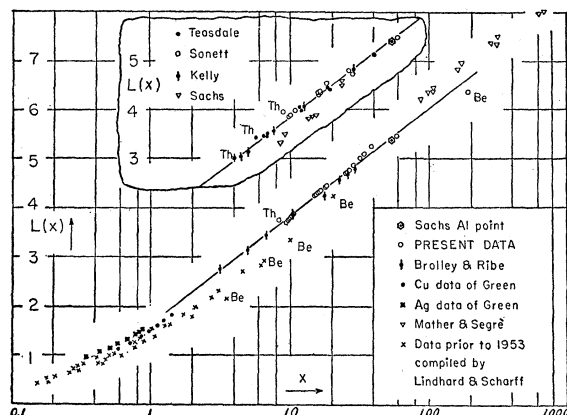 Teasdale
Sonett
Kelly
Sachs
5
L(x)
4
3
Th
Th
Th
7
6
5
4
L(x)
3
2
1
Be
Be
Be
Be
Be
Sachs Al point
PRESENT DATA
Brolley & Ribe
Cu data of Green
Ag data of Green
Mather & Segrè
Data prior to 1953
compiled by
Lindhard & Scharff
0.1
1
10
100
1000
x